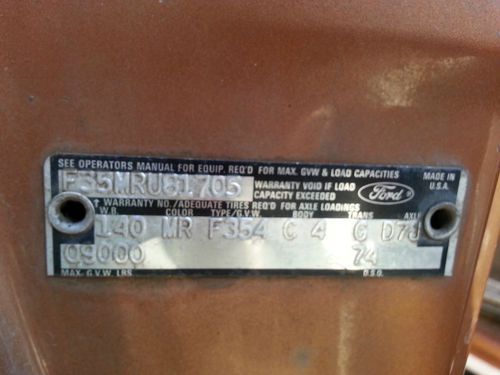 SEE OPERATORS MANUAL FOR EQUIP. REQ'D FOR MAX. GVW & LOAD CAPACITIES
F35MRU81705 WARRANTY VOID IF LOAD CAPACITY EXCEEDED Ford MADE IN U.S.A.
↑ WARRANTY NO./ADEQUATE TIRES REQ'D FOR AXLE LOADINGS
W.B. COLOR TYPE/G.V.W. BODY TRANS AXLE
140 MR F354 C 4 G D7J
09000 74
MAX. G.V.W. LBS D.S.O.